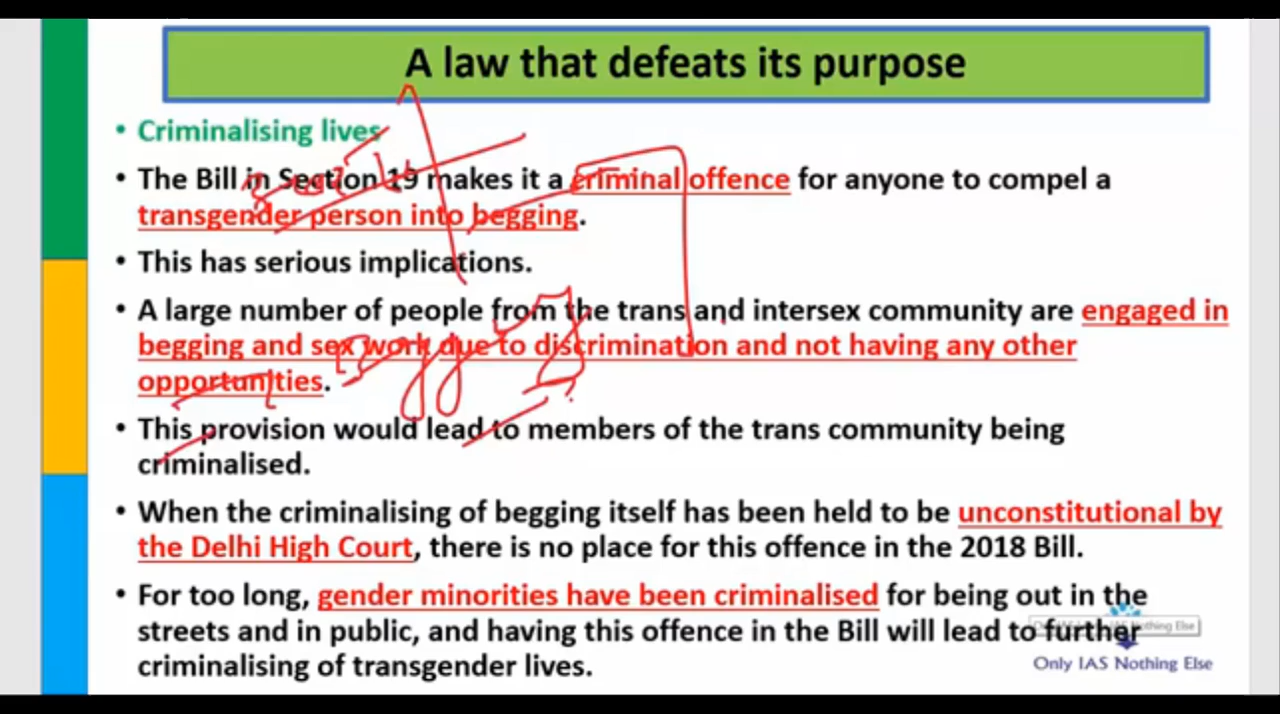 A law that defeats its purpose
• Criminalising lives
• The Bill in Section 19 makes it a criminal offence for anyone to compel a
transgender person into begging.
• This has serious implications.
• A large number of people from the trans and intersex community are engaged in
begging and sex work due to discrimination and not having any other
opportunities.
• This provision would lead to members of the trans community being
criminalised.
• When the criminalising of begging itself has been held to be unconstitutional by
the Delhi High Court, there is no place for this offence in the 2018 Bill.
• For too long, gender minorities have been criminalised for being out in the
streets and in public, and having this offence in the Bill will lead to further
criminalising of transgender lives.
IAS Nothing Else
Only IAS Nothing Else